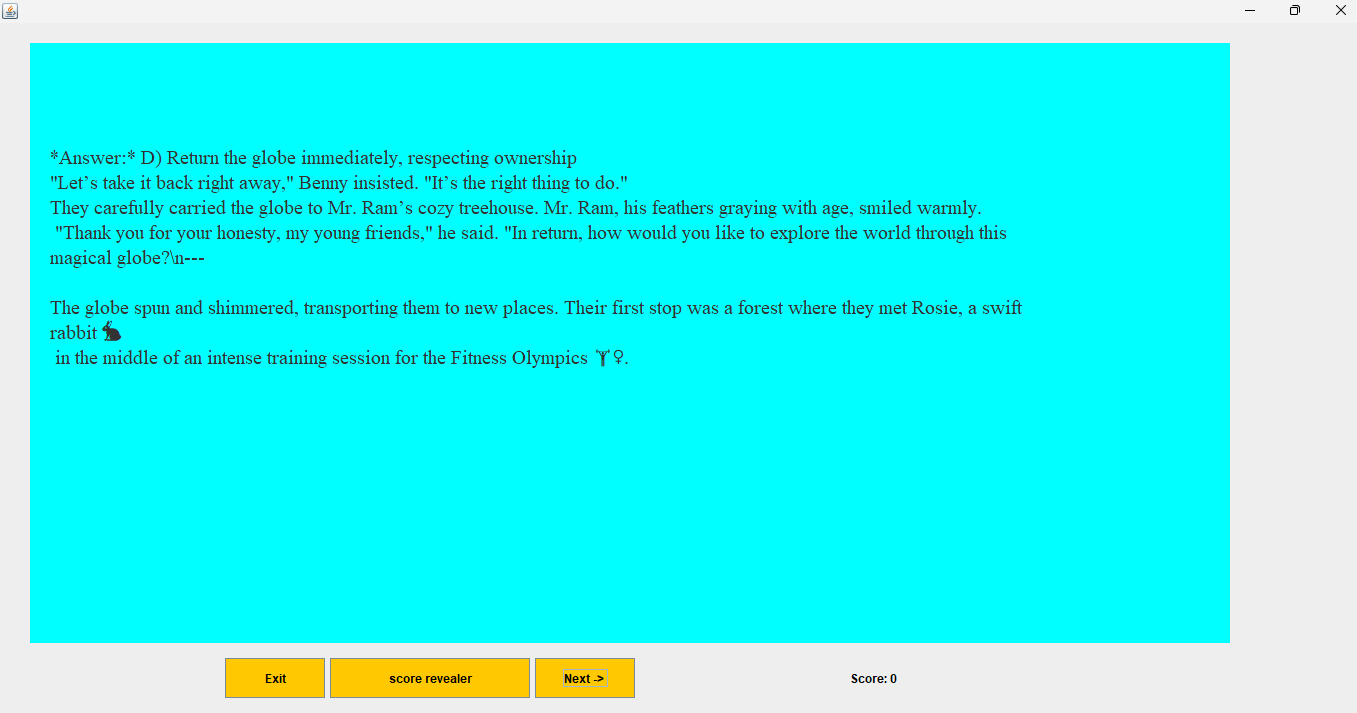 *Answer:* D) Return the globe immediately, respecting ownership
"Let’s take it back right away," Benny insisted. "It’s the right thing to do."
They carefully carried the globe to Mr. Ram’s cozy treehouse. Mr. Ram, his feathers graying with age, smiled warmly.
"Thank you for your honesty, my young friends," he said. "In return, how would you like to explore the world through this
magical globe?\n---
The globe spun and shimmered, transporting them to new places. Their first stop was a forest where they met Rosie, a swift
rabbit 🐇
in the middle of an intense training session for the Fitness Olympics 🏋♀.
Exit
score revealer
Next ->
Score: 0